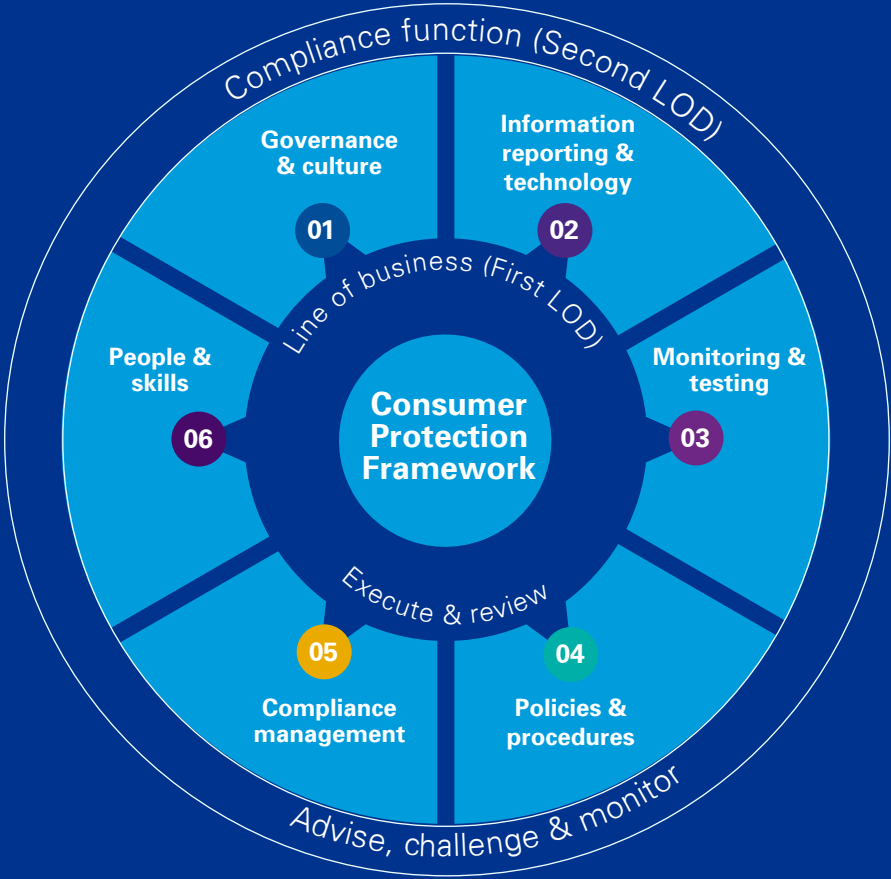 Compliance function (Second LOD)
Governance
& culture
01
Information
reporting &
technology
02
Line of business (First LOD)
People &
skills
06
Consumer
Protection
Framework
Monitoring &
testing
03
Execute & review
05
Compliance
management
04
Policies &
procedures
Advise, challenge & monitor